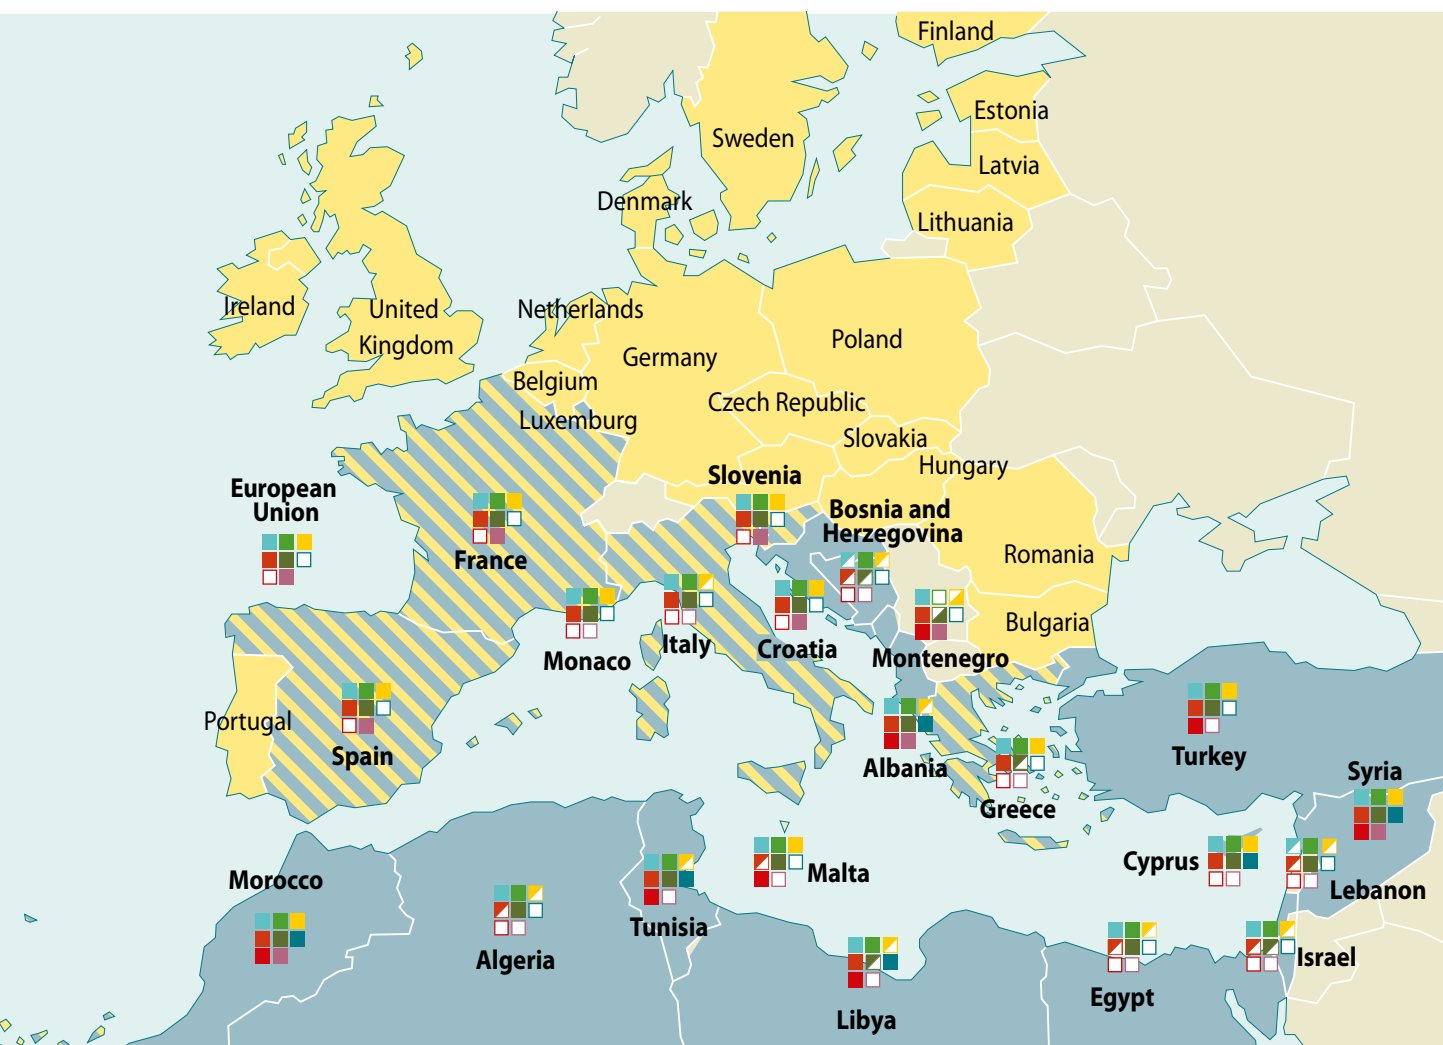 Finland
Estonia
Sweden
Latvia
Denmark
Lithuania
Ireland
United
Kingdom
Netherlands
Poland
Germany
Belgium
Czech Republic
Luxemburg
Slovakia
Hungary
Slovenia
European
Union
Bosnia and
Herzegovina
Romania
France
Bulgaria
Italy
Croatia
Monaco
Montenegro
Portugal
Spain
Turkey
Albania
Syria
Greece
Cyprus
Malta
Morocco
Lebanon
Tunisia
Algeria
Israel
Egypt
Libya